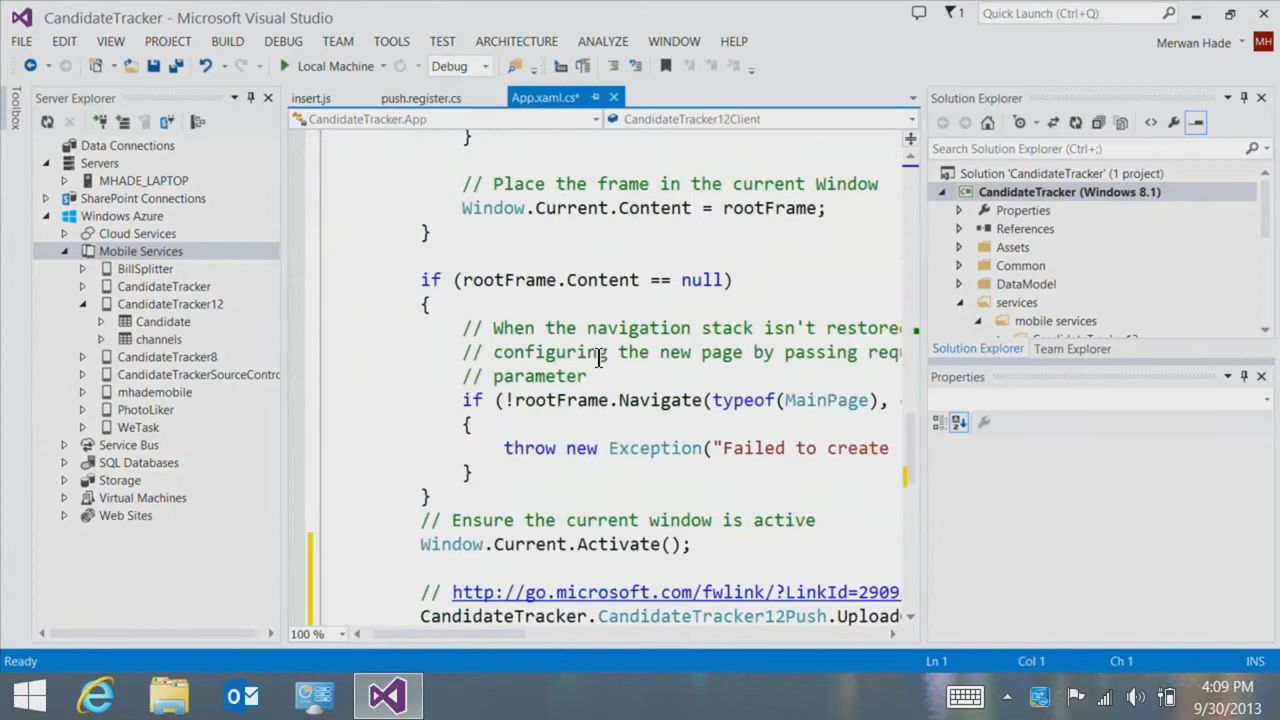 CandidateTracker - Microsoft Visual Studio
1
Quick Launch (Ctrl+Q)
FILE EDIT VIEW PROJECT BUILD DEBUG TEAM TOOLS TEST ARCHITECTURE ANALYZE WINDOW HELP
Merwan Hade
MH
Local Machine
Debug
Toolbox
Server Explorer
Data Connections
Servers
MHADE_LAPTOP
SharePoint Connections
Windows Azure
Cloud Services
Mobile Services
BillSplitter
CandidateTracker
CandidateTracker12
Candidate
channels
CandidateTracker8
CandidateTrackerSourceContro
mhademobile
PhotoLiker
WeTask
Service Bus
SQL Databases
Storage
Virtual Machines
Web Sites
insert.js
push.register.cs
App.xaml.cs*
CandidateTracker.App
CandidateTracker12Client
}
// Place the frame in the current Window
Window.Current.Content = rootFrame;
}
if (rootFrame.Content == null)
{
// When the navigation stack isn't restored
// configuring the new page by passing requ
// parameter
if (!rootFrame.Navigate(typeof(MainPage),
{
throw new Exception("Failed to create
}
}
// Ensure the current window is active
Window.Current.Activate();
// http://go.microsoft.com/fwlink/?LinkId=2909
CandidateTracker.CandidateTracker12Push.Upload
100 %
Solution Explorer
Search Solution Explorer (Ctrl+;)
Solution 'CandidateTracker' (1 project)
CandidateTracker (Windows 8.1)
Properties
References
Assets
Common
DataModel
services
mobile services
Solution Explorer
Team Explorer
Properties
Ready
Ln 1
Col 1
Ch 1
INS
4:09 PM
9/30/2013